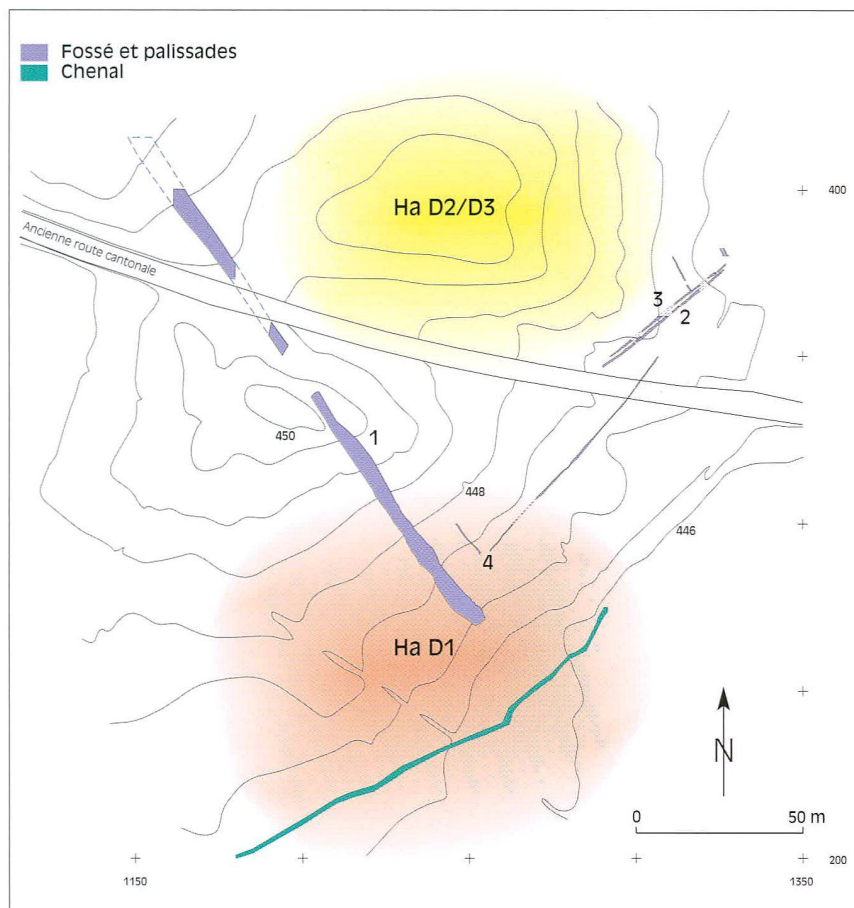 Fossé et palissades
Chenal
Ha D2/D3
400
Ancienne route cantonale
3
2
450
1
448
446
4
Ha D1
N
0 50 m
200
1150
1350